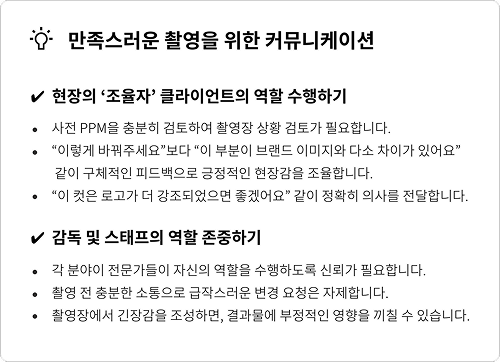 만족스러운 촬영을 위한 커뮤니케이션
✔ 현장의 ‘조율자’ 클라이언트의 역할 수행하기
• 사전 PPM을 충분히 검토하여 촬영장 상황 검토가 필요합니다.
• “이렇게 바꿔주세요”보다 “이 부분이 브랜드 이미지와 다소 차이가 있어요”
같이 구체적인 피드백으로 긍정적인 현장감을 조율합니다.
• “이 컷은 로고가 더 강조되었으면 좋겠어요” 같이 정확히 의사를 전달합니다.
✔ 감독 및 스태프의 역할 존중하기
• 각 분야이 전문가들이 자신의 역할을 수행하도록 신뢰가 필요합니다.
• 촬영 전 충분한 소통으로 급작스러운 변경 요청은 자제합니다.
• 촬영장에서 긴장감을 조성하면, 결과물에 부정적인 영향을 끼칠 수 있습니다.